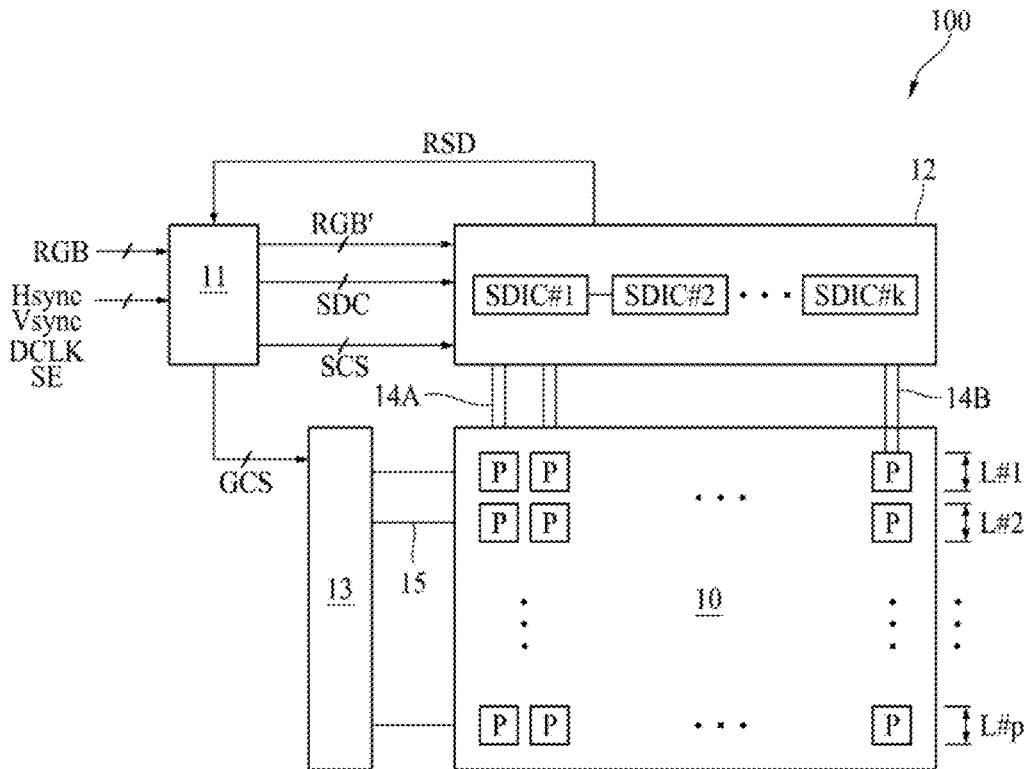 100
RSD
12
RGB
RGB'
11
SDIC#1 SDIC#2 SDIC#k
Hsync
Vsync
DCLK
SE
SDC
SCS
14A
14B
GCS
P P P L#1
P P P L#2
15
13
10
P P P L#p